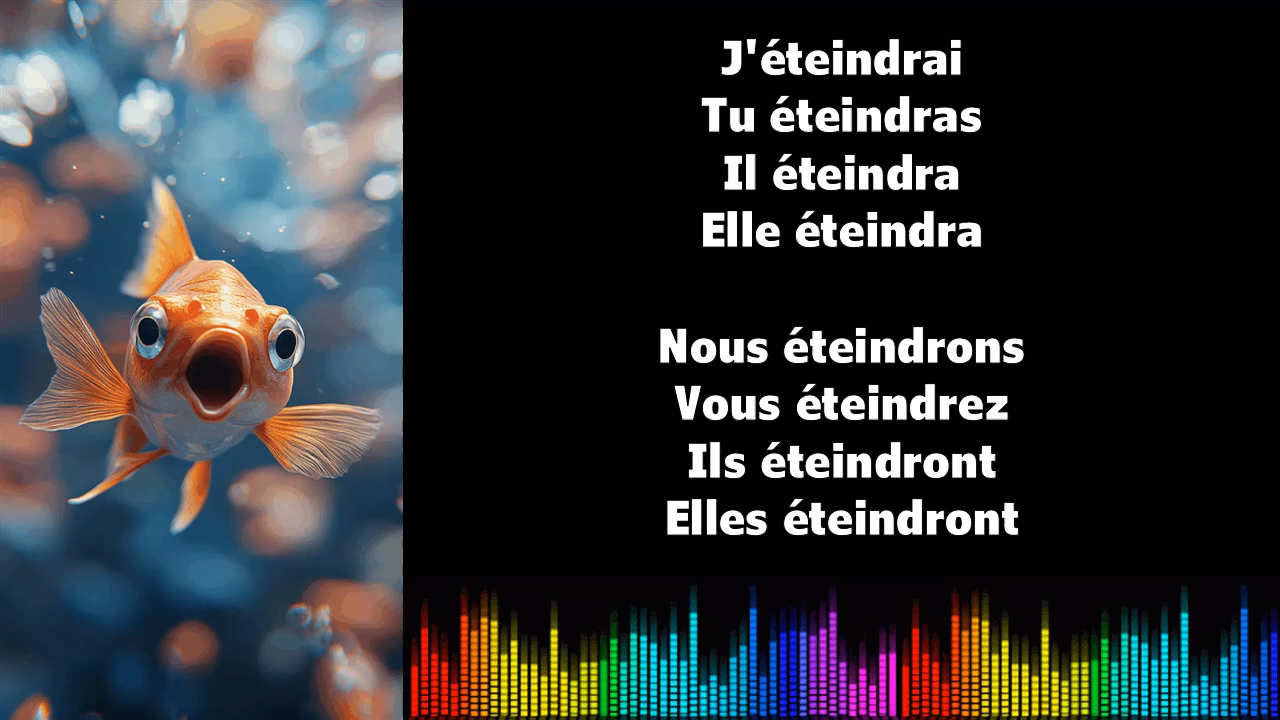 J'éteindrai
Tu éteindras
Il éteindra
Elle éteindra
Nous éteindrons
Vous éteindrez
Ils éteindront
Elles éteindront